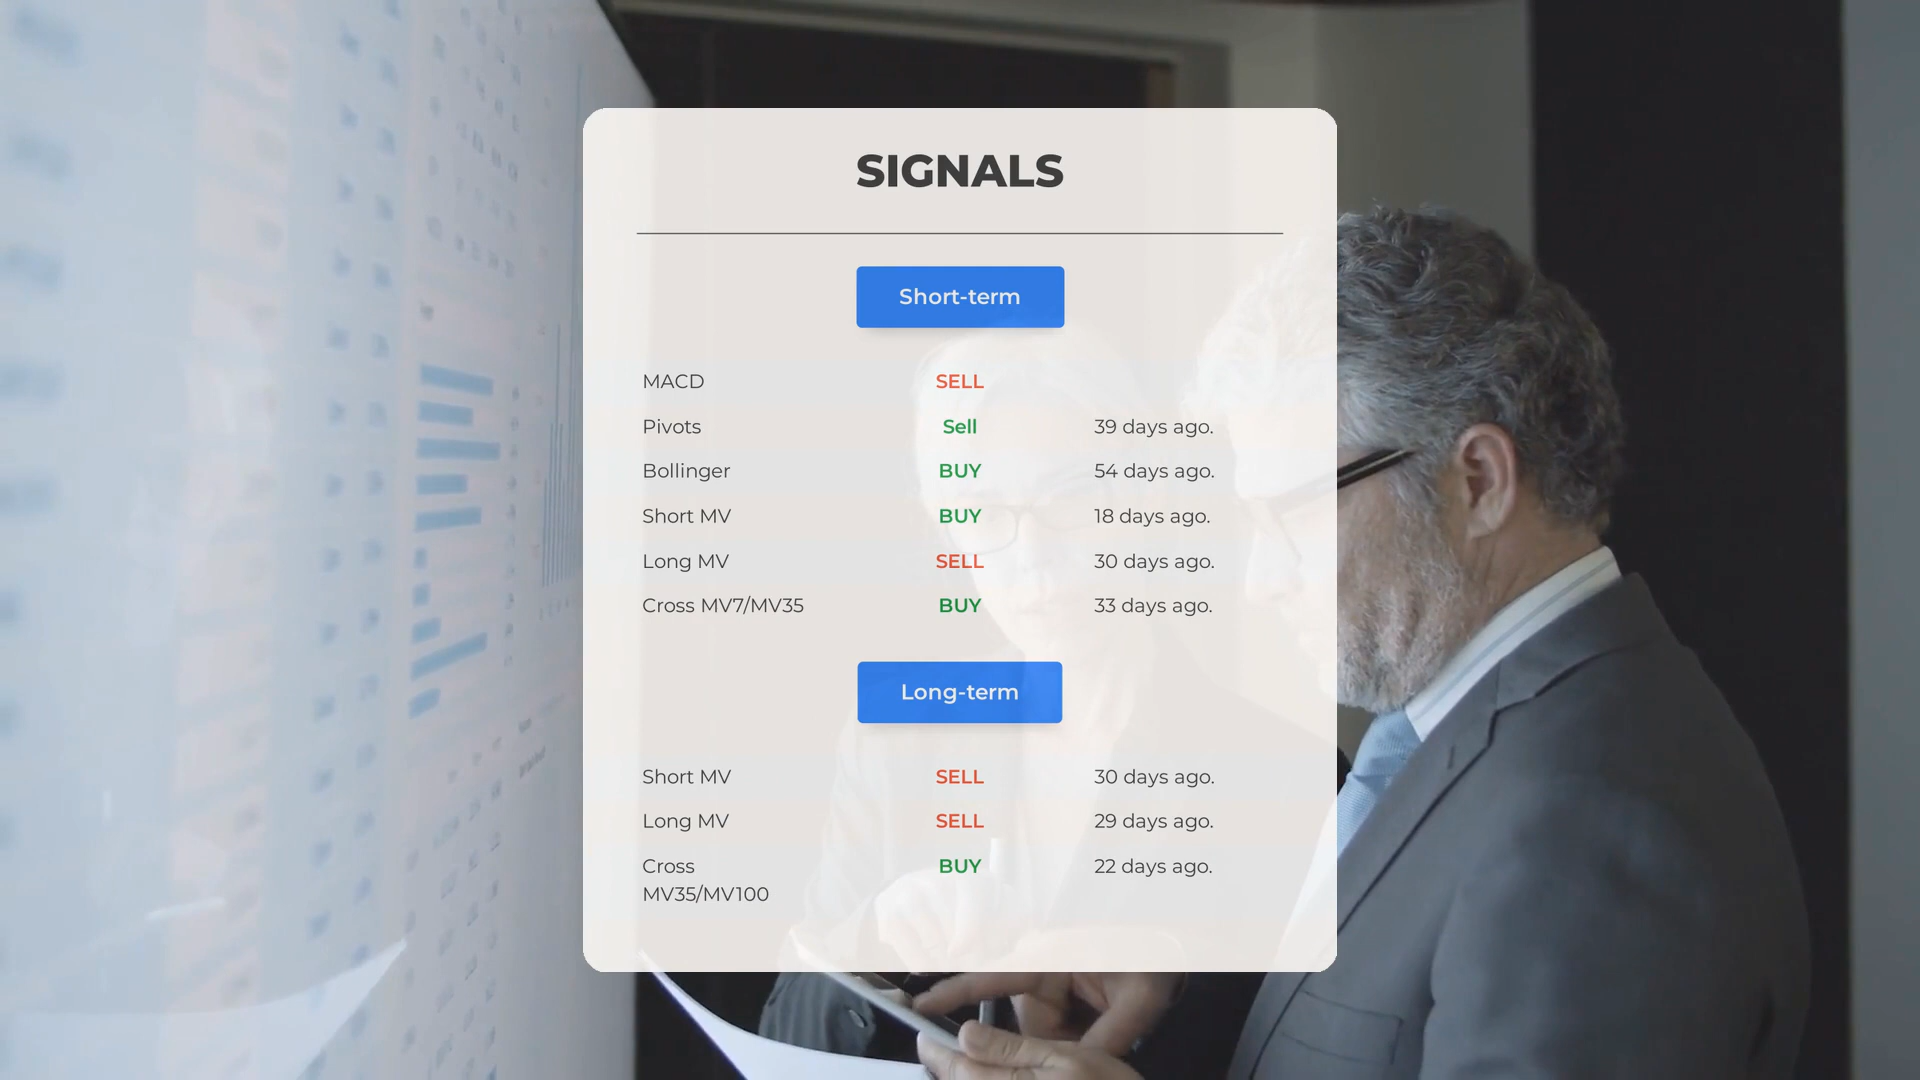 SIGNALS
Short-term
MACD SELL
Pivots Sell 39 days ago.
Bollinger BUY 54 days ago.
Short MV BUY 18 days ago.
Long MV SELL 30 days ago.
Cross MV7/MV35 BUY 33 days ago.
Long-term
Short MV SELL 30 days ago.
Long MV SELL 29 days ago.
Cross BUY 22 days ago.
MV35/MV100